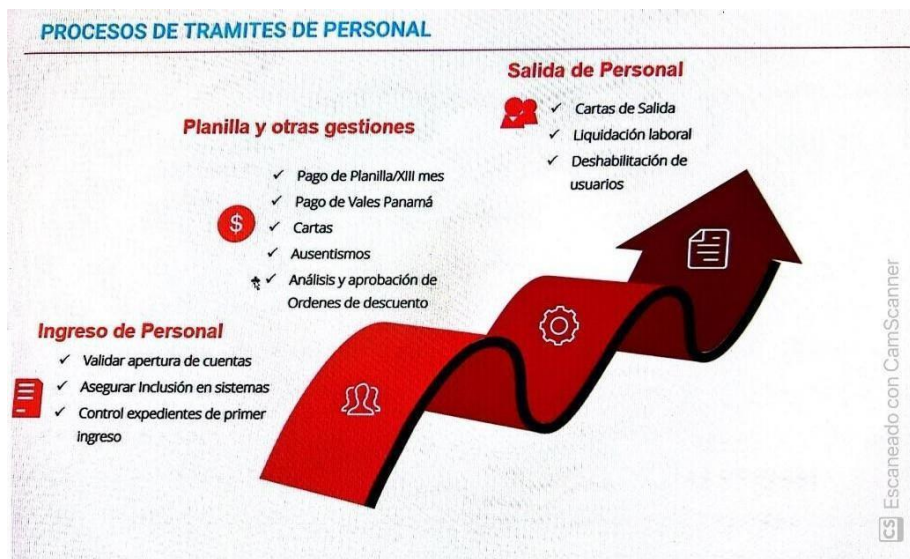 PROCESOS DE TRAMITES DE PERSONAL
Salida de Personal
✓ Cartas de Salida
✓ Liquidación laboral
✓ Deshabilitación de
usuarios
Planilla y otras gestiones
✓ Pago de Planilla/XIII mes
✓ Pago de Vales Panamá
✓ Cartas
✓ Ausentismos
✓ Análisis y aprobación de
Ordenes de descuento
$
Ingreso de Personal
✓ Validar apertura de cuentas
✓ Asegurar Inclusión en sistemas
✓ Control expedientes de primer
ingreso
CS Escaneado con CamScanner